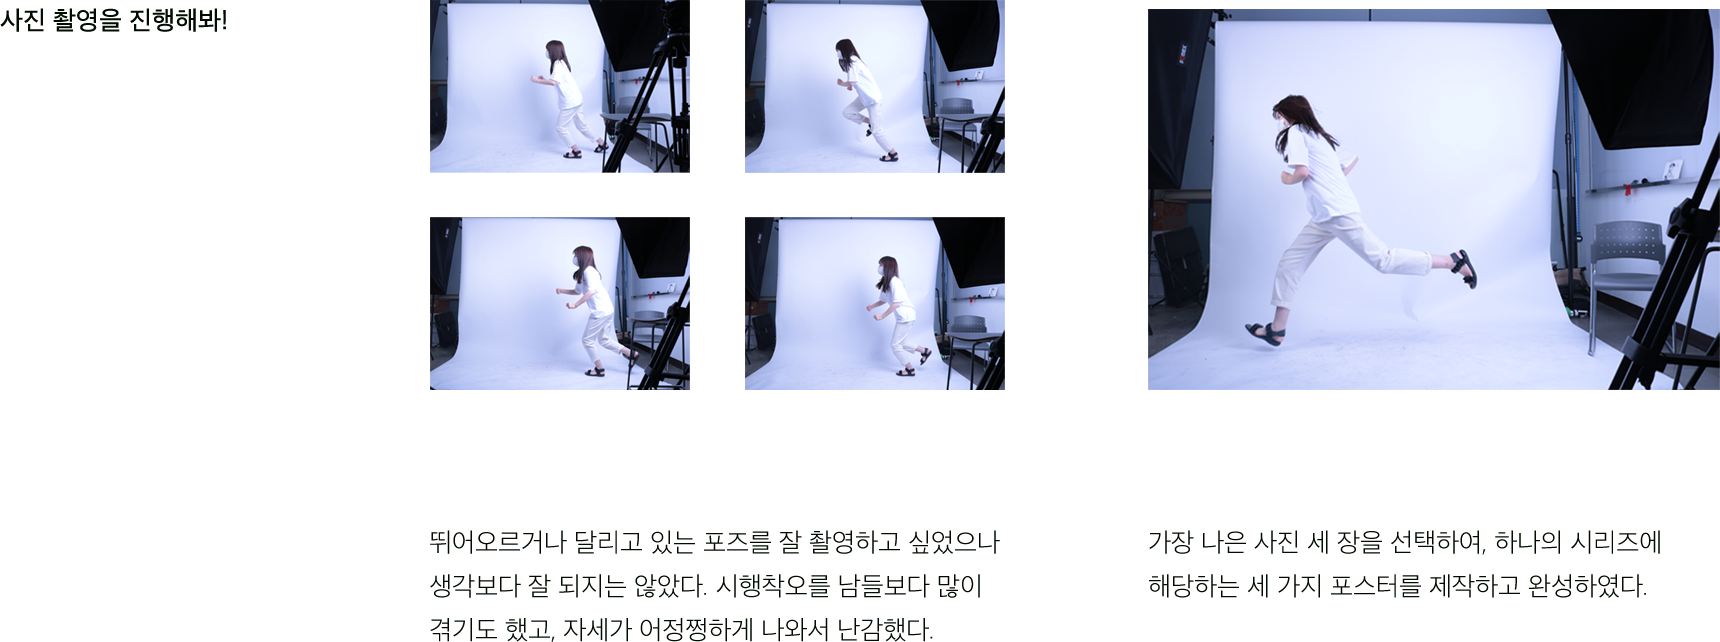 사진 촬영을 진행해봐!
뛰어오르거나 달리고 있는 포즈를 잘 촬영하고 싶었으나
생각보다 잘 되지는 않았다. 시행착오를 남들보다 많이
겪기도 했고, 자세가 어정쩡하게 나와서 난감했다.
가장 나은 사진 세 장을 선택하여, 하나의 시리즈에
해당하는 세 가지 포스터를 제작하고 완성하였다.